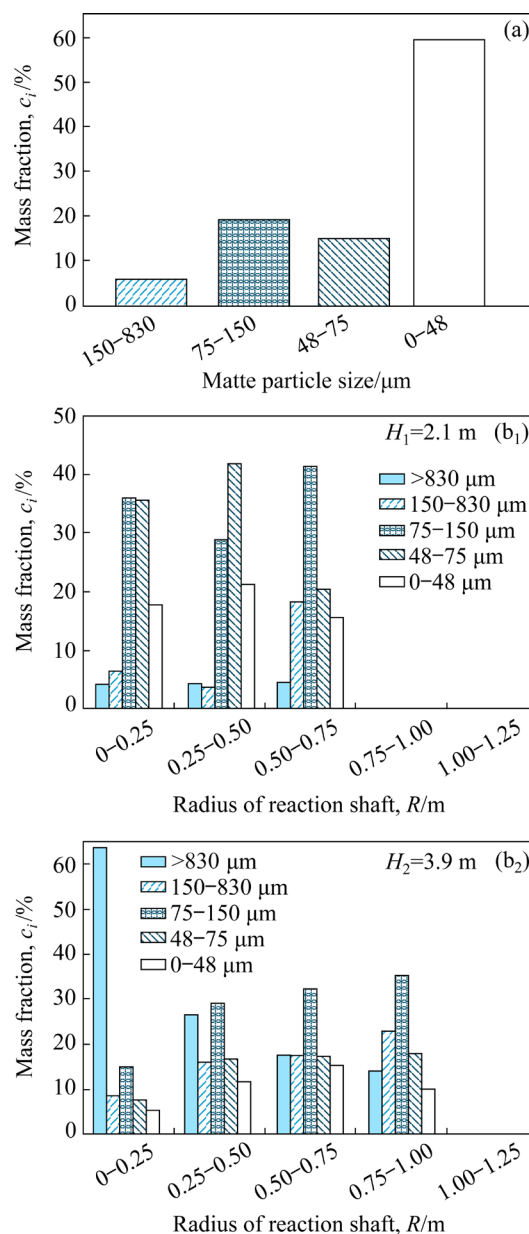 (a)
Mass fraction, cᵢ/%
60
50
40
30
20
10
0
150−830
75−150
48−75
0−48
Matte particle size/μm
50
40
30
20
10
0
Mass fraction, cᵢ/%
H₁=2.1 m (b₁)
>830 μm
150−830 μm
75−150 μm
48−75 μm
0−48 μm
0−0.25
0.25−0.50
0.50−0.75
0.75−1.00
1.00−1.25
Radius of reaction shaft, R/m
60
50
40
30
20
10
0
Mass fraction, cᵢ/%
H₂=3.9 m (b₂)
>830 μm
150−830 μm
75−150 μm
48−75 μm
0−48 μm
0−0.25
0.25−0.50
0.50−0.75
0.75−1.00
1.00−1.25
Radius of reaction shaft, R/m